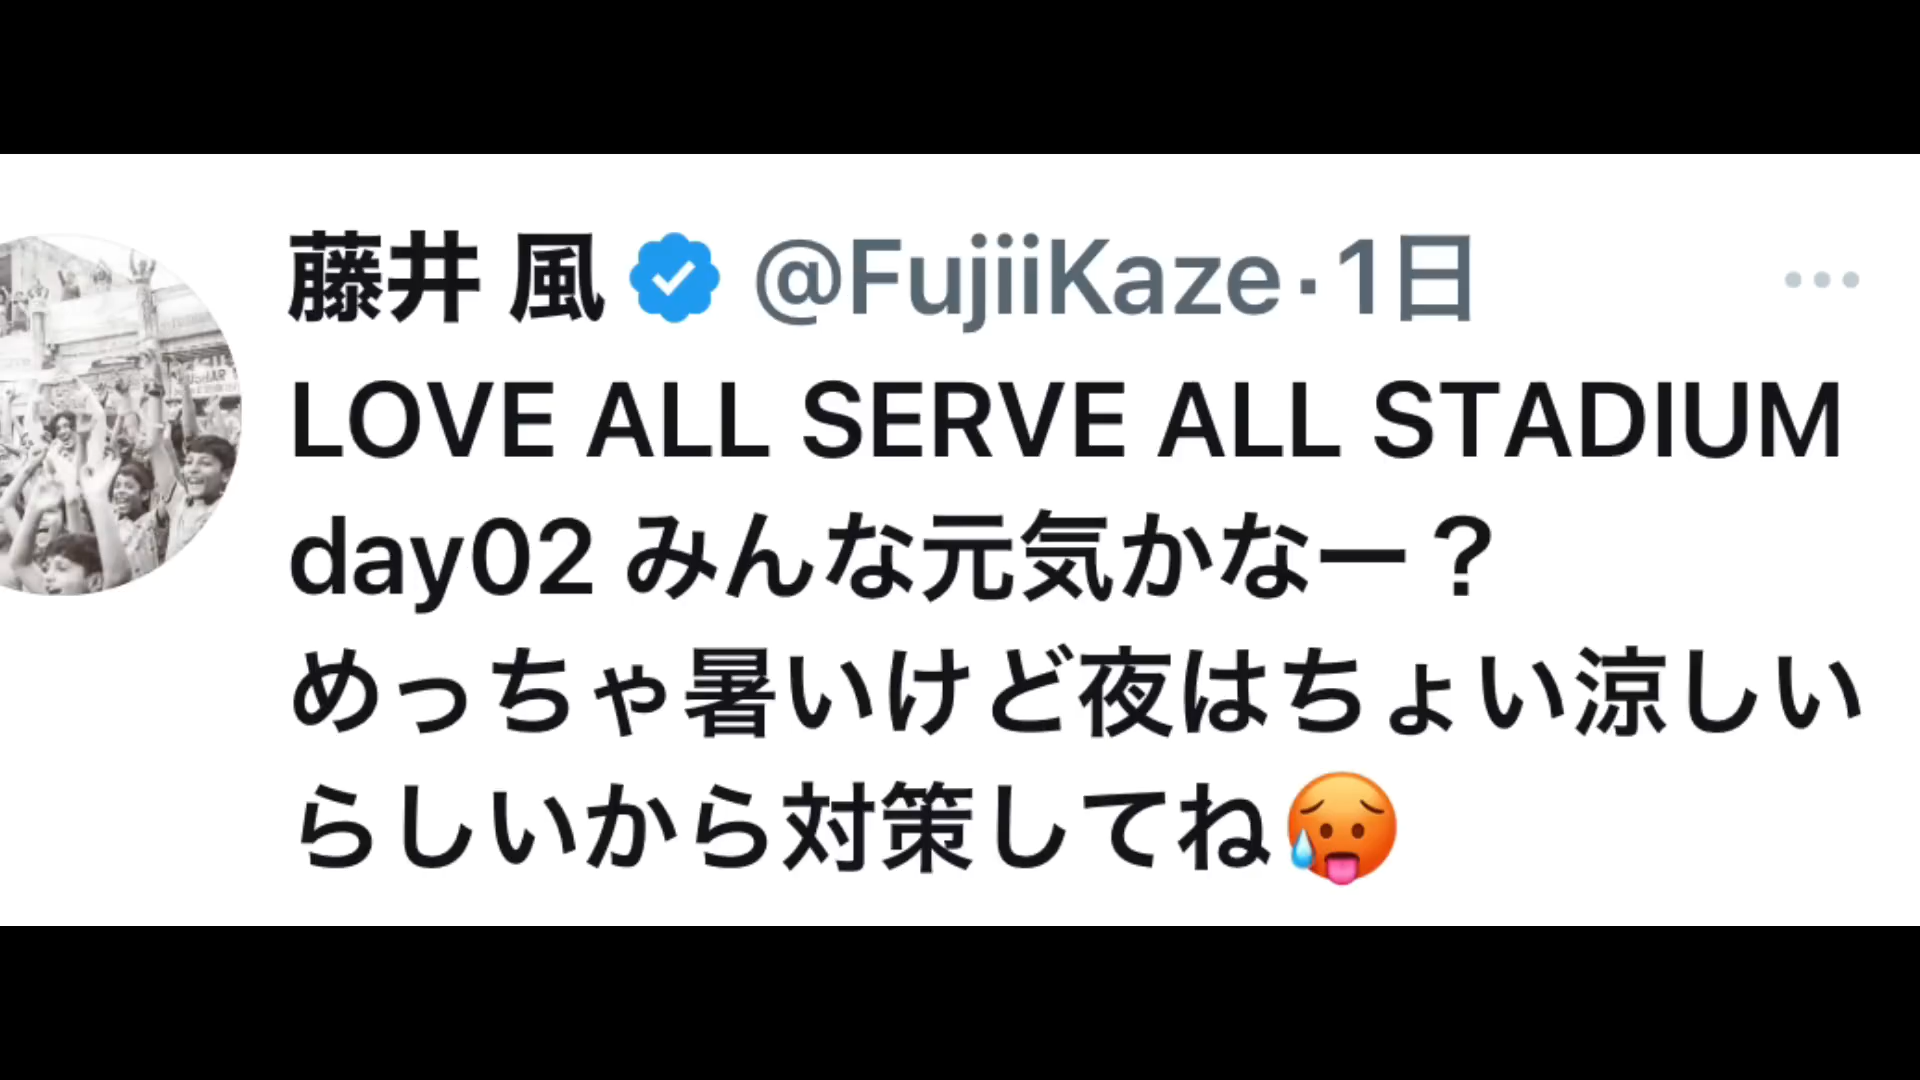 藤井 風 @FujiiKaze · 1日
LOVE ALL SERVE ALL STADIUM
day02 みんな元気かなー？
めっちゃ暑いけど夜はちょい涼しい
らしいから対策してね🥵